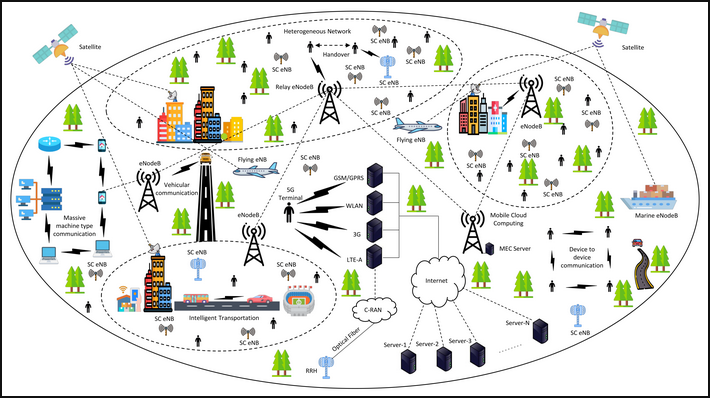 Heterogeneous Network
SC eNB
Satellite
Satellite
SC eNB
Handover
SC eNB
SC eNB
SC eNB
SC eNB
Relay eNodeB
SC eNB
SC eNB
eNodeB
SC eNB
Flying eNB
SC eNB
eNodeB
Flying eNB
SC eNB
SC eNB
SC eNB
Vehicular
communication
GSM/GPRS
5G
Terminal
WLAN
Massive
machine type
communication
eNodeB
3G
Mobile Cloud
Computing
Marine eNodeB
MEC Server
LTE-A
Device to
device
communication
SC eNB
SC eNB
SC eNB
Internet
C-RAN
Intelligent Transportation
SC eNB
SC eNB
Optical Fiber
Server-1
Server-2
Server-3
Server-N
SC eNB
RRH